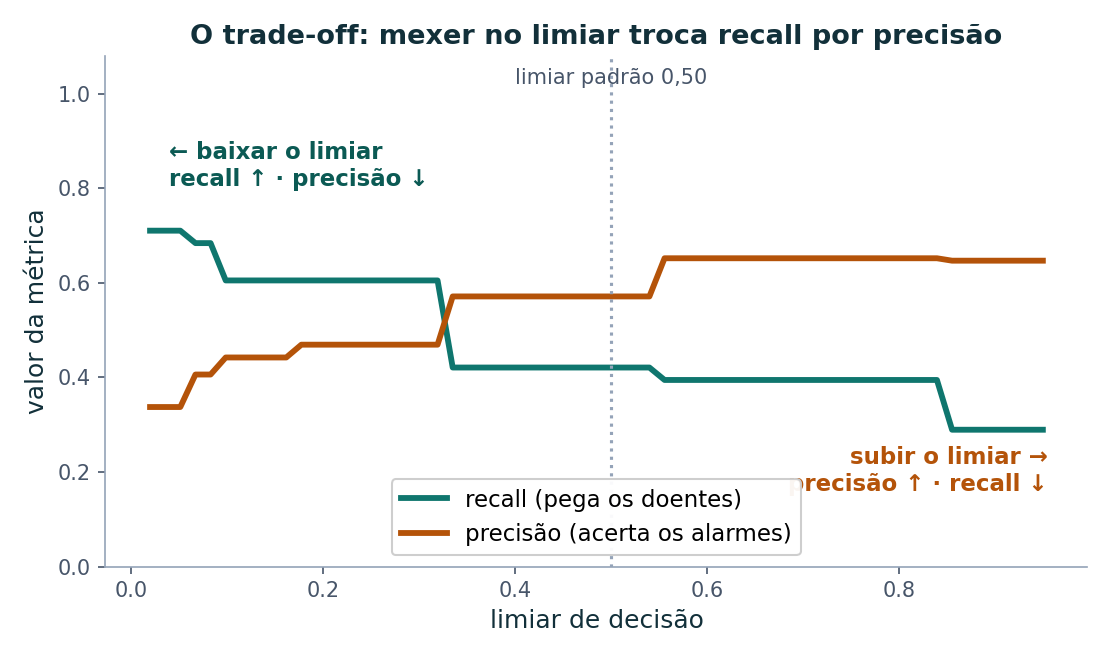 O trade-off: mexer no limiar troca recall por precisão
limiar padrão 0,50
← baixar o limiar
recall ↑ · precisão ↓
subir o limiar →
precisão ↑ · recall ↓
recall (pega os doentes)
precisão (acerta os alarmes)
valor da métrica
1.0
0.8
0.6
0.4
0.2
0.0
0.0
0.2
0.4
0.6
0.8
limiar de decisão